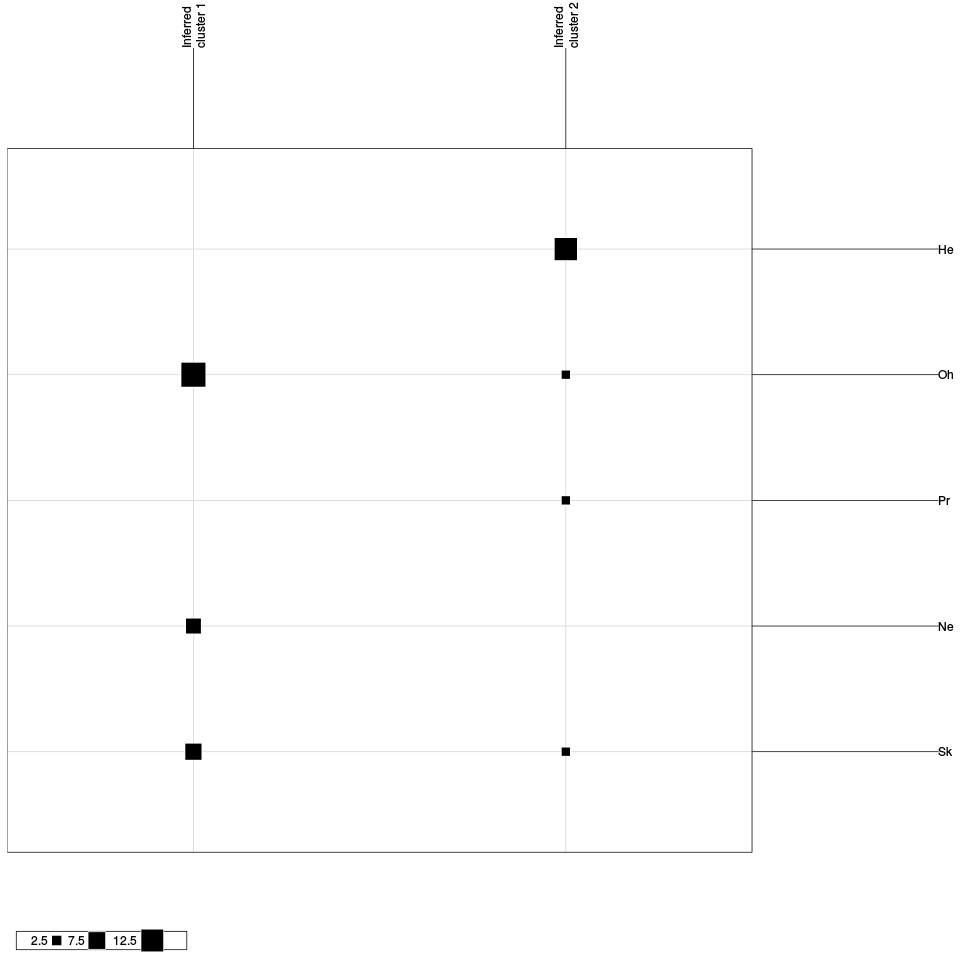 Inferred
cluster 1
Inferred
cluster 2
He
Oh
Pr
Ne
Sk
2.5 7.5 12.5